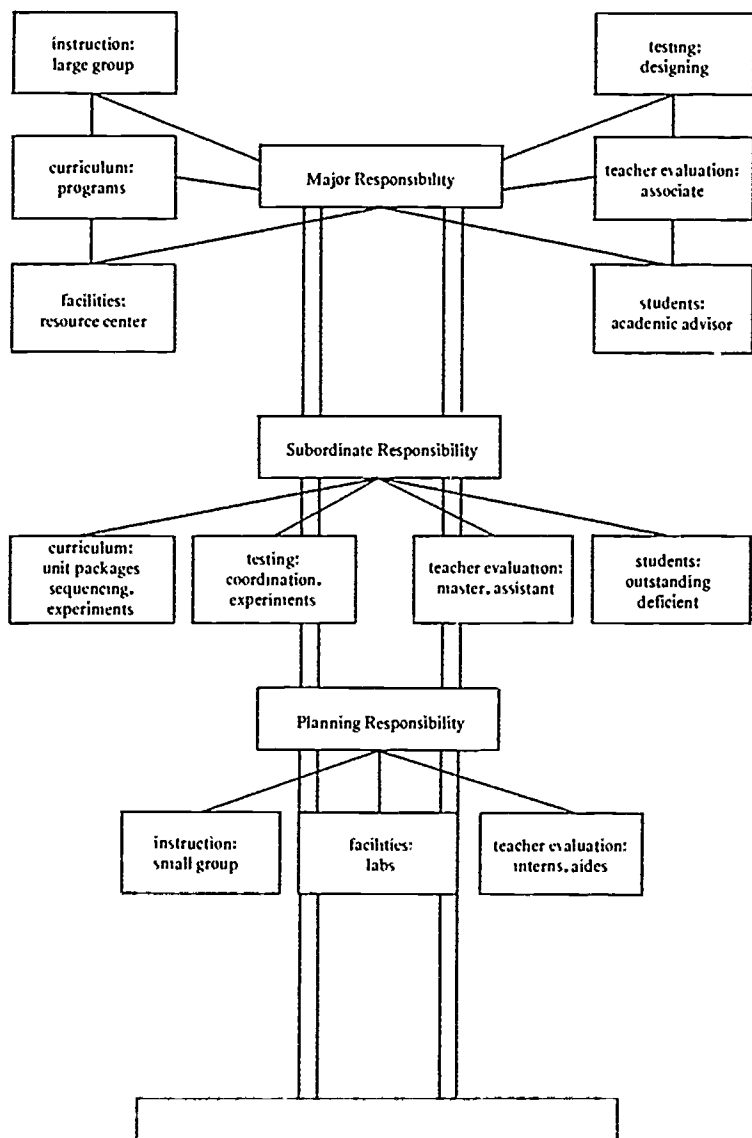 instruction:
large group
testing:
designing
curriculum:
programs
Major Responsibility
teacher evaluation:
associate
facilities:
resource center
students:
academic advisor
Subordinate Responsibility
curriculum:
unit packages
sequencing,
experiments
testing:
coordination,
experiments
teacher evaluation:
master, assistant
students:
outstanding
deficient
Planning Responsibility
instruction:
small group
facilities:
labs
teacher evaluation:
interns, aides